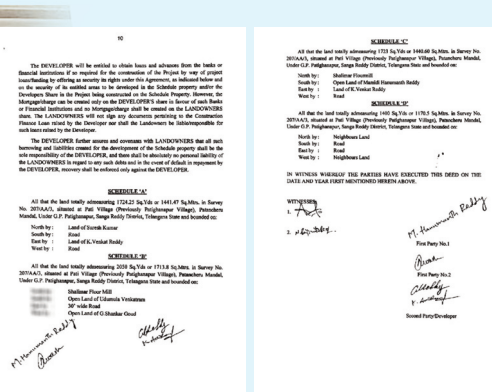 10
The DEVELOPER will be entitled to obtain loans and advances from the banks or
financial institutions if so required for the construction of the Project by way of project
loan/funding by offering as security its rights under this Agreement, as indicated below and
on the security of its entitled areas to be developed in the Schedule property and/or the
Developers Share in the Project being constructed on the Schedule Property. However, the
Mortgage/charge can be created only on the DEVELOPER'S share in favour of such Banks
or Financial institutions and no Mortgage/charge shall be created on the LANDOWNERS
share. The LANDOWNERS will not sign any documents pertaining to the Construction
Finance Loan raised by the Developer nor shall the Landowners be liable/responsible for
such loans raised by the Developer.
The DEVELOPER further assures and covenants with LANDOWNERS that all such
borrowing and liabilities created for the development of the Schedule property shall be the
sole responsibility of the DEVELOPER, and there shall be absolutely no personal liability of
the LANDOWNERS in regard to any such debts and in the event of default in repayment by
the DEVELOPER, recovery shall be enforced only against the DEVELOPER.
SCHEDULE 'A'
All that the land totally admeasuring 1724.25 Sq.Yds or 1441.47 Sq.Mtrs. in Survey
No. 207/AA/3, situated at Pati Village (Previously Patighanapur Village), Patancheru
Mandal, Under G.P. Patighanapur, Sanga Reddy District, Telangana State and bounded on:
North by: Land of Suresh Kumar
South by: Road
East by : Land of K.Venkat Reddy
West by : Road
SCHEDULE 'B'
All that the land totally admeasuring 2050 Sq.Yds or 1713.8 Sq.Mtrs. in Survey No.
207/AA/3, situated at Pati Village (Previously Patighanapur Village), Patancheru Mandal,
Under G.P. Patighanapur, Sanga Reddy District, Telangana State and bounded on:
Shalimar Floor Mill
Open Land of Udumula Venkatram
30' wide Road
Open Land of G.Shankar Goud
M. Hanumanth Reddy
SCHEDULE 'C'
All that the land totally admeasuring 1723 Sq.Yds or 1440.60 Sq.Mtrs. in Survey No.
207/AA/3, situated at Pati Village (Previously Patighanapur Village), Patancheru Mandal,
Under G.P. Patighanapur, Sanga Reddy District, Telangana State and bounded on:
North by: Shalimar Flourmill
South by: Open Land of Mamidi Hanumanth Reddy
East by : Land of K.Venkat Reddy
West by : Road
SCHEDULE 'D'
All that the land totally admeasuring 1400 Sq.Yds or 1170.5 Sq.Mtrs. in Survey No.
207/AA/3, situated at Pati Village (Previously Patighanapur Village), Patancheru Mandal,
Under G.P. Patighanapur, Sanga Reddy District, Telangana State and bounded on:
North by: Neighbours Land
South by: Road
East by : Road
West by : Neighbours Land
IN WITNESS WHEREOF THE PARTIES HAVE EXECUTED THIS DEED ON THE
DATE AND YEAR FIRST MENTIONED HEREIN ABOVE.
WITNESSES
1.
2.
M. Hanumanth Reddy
First Party No.1
First Party No.2
Second Party/Developer